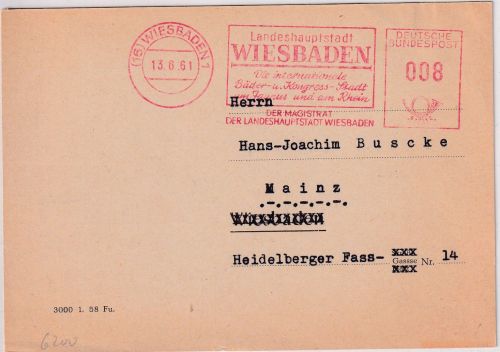 (16) WIESBADEN 1
13.6.61
Landeshauptstadt
WIESBADEN
Die internationale
Bäder-u.Kongress-Stadt
am Taunus und am Rhein
DER MAGISTRAT
DER LANDESHAUPTSTADT WIESBADEN
DEUTSCHE
BUNDESPOST
008
Herrn
Hans-Joachim Buscke
Mainz
Wiesbaden
Heidelberger Fass- Gassse Nr. 14
3000 1. 58 Fu.
6200